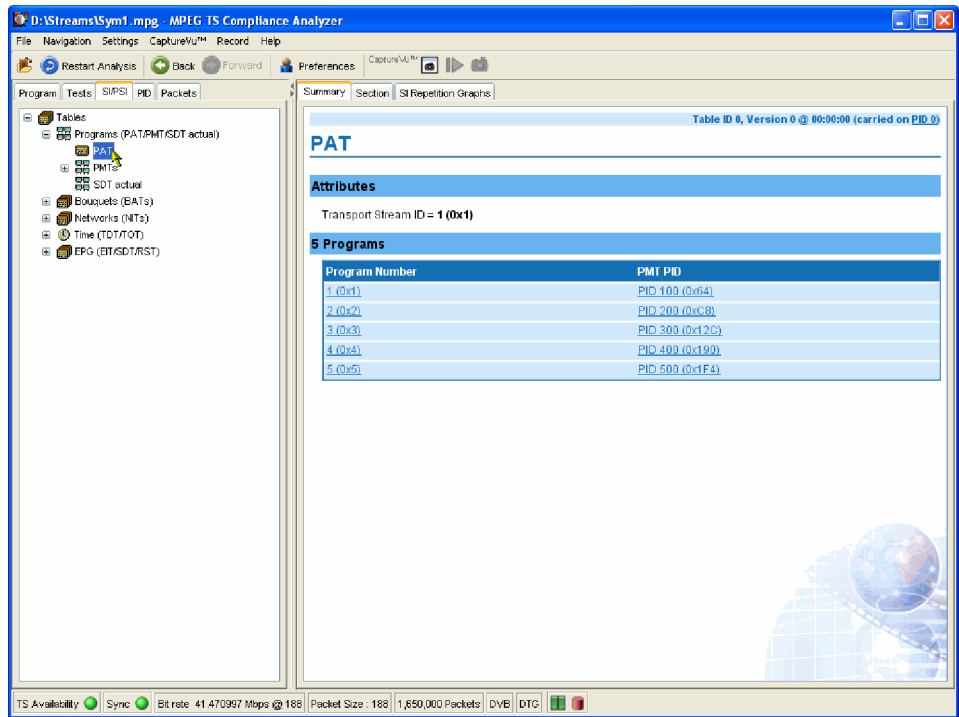 D:\Streams\Sym1.mpg - MPEG TS Compliance Analyzer
File Navigation Settings CaptureVu™ Record Help
Restart Analysis Back Forward Preferences CaptureVu™
Program Tests SI/PSI PID Packets
Summary Section SI Repetition Graphs
Tables
Programs (PAT/PMT/SDT actual)
PAT
PMTs
SDT actual
Bouquets (BATs)
Networks (NITs)
Time (TDT/TOT)
EPG (EIT/SDT/RST)
Table ID 0, Version 0 @ 00:00:00 (carried on PID 0)
PAT
Attributes
Transport Stream ID = 1 (0x1)
5 Programs
Program Number PMT PID
1 (0x1) PID 100 (0x64)
2 (0x2) PID 200 (0xC8)
3 (0x3) PID 300 (0x12C)
4 (0x4) PID 400 (0x190)
5 (0x5) PID 500 (0x1F4)
TS Availability Sync Bit rate 41.470997 Mbps @ 188 Packet Size : 188 1,650,000 Packets DVB DTG